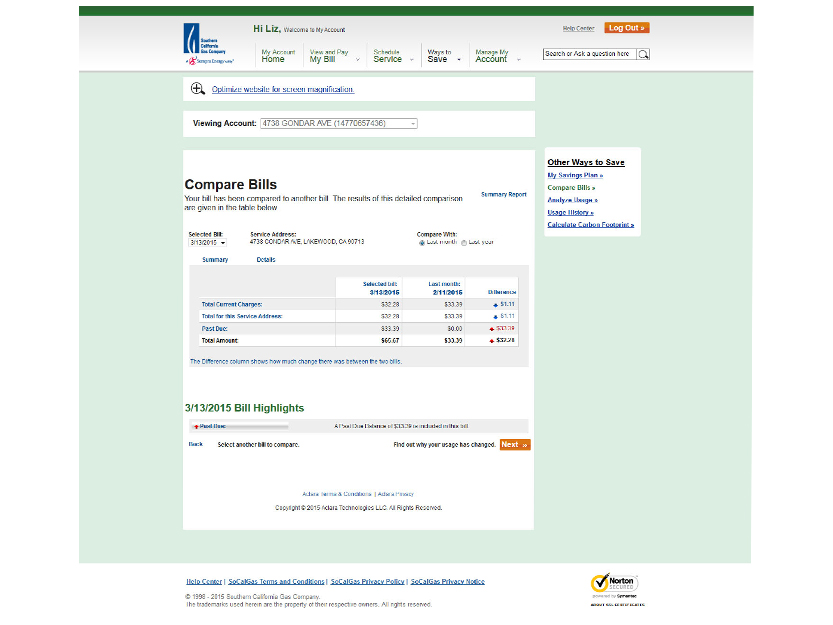 Hi Liz, Welcome to My Account
Help Center
Log Out »
Southern
California
Gas Company
A Sempra Energy utility®
My Account
Home
View and Pay
My Bill
Schedule
Service
Ways to
Save
Manage My
Account
Search or Ask a question here
Optimize website for screen magnification.
Viewing Account: 4738 GONDAR AVE (14770657436)
Other Ways to Save
My Savings Plan »
Compare Bills »
Analyze Usage »
Usage History »
Calculate Carbon Footprint »
Compare Bills
Summary Report
Your bill has been compared to another bill. The results of this detailed comparison
are given in the table below
Selected Bill: Service Address: Compare With:
3/13/2015 4738 GONDAR AVE, LAKEWOOD, CA 90713 Last month Last year
Summary Details
Selected bill: Last month:
3/13/2015 2/11/2015 Difference
Total Current Charges: $32.28 $33.39 $1.11
Total for this Service Address: $32.28 $33.39 $1.11
Past Due: $33.39 $0.00 $33.39
Total Amount: $65.67 $33.39 $32.28
The Difference column shows how much change there was between the two bills.
3/13/2015 Bill Highlights
Past Due: A Past Due Balance of $33.39 is included in this bill
Back Select another bill to compare. Find out why your usage has changed. Next »
Aclara Terms & Conditions | Aclara Privacy
Copyright © 2015 Aclara Technologies LLC. All Rights Reserved.
Help Center | SoCalGas Terms and Conditions | SoCalGas Privacy Policy | SoCalGas Privacy Notice
© 1998 - 2015 Southern California Gas Company.
The trademarks used herein are the property of their respective owners. All rights reserved.
Norton
SECURED
powered by Symantec
ABOUT SSL CERTIFICATES